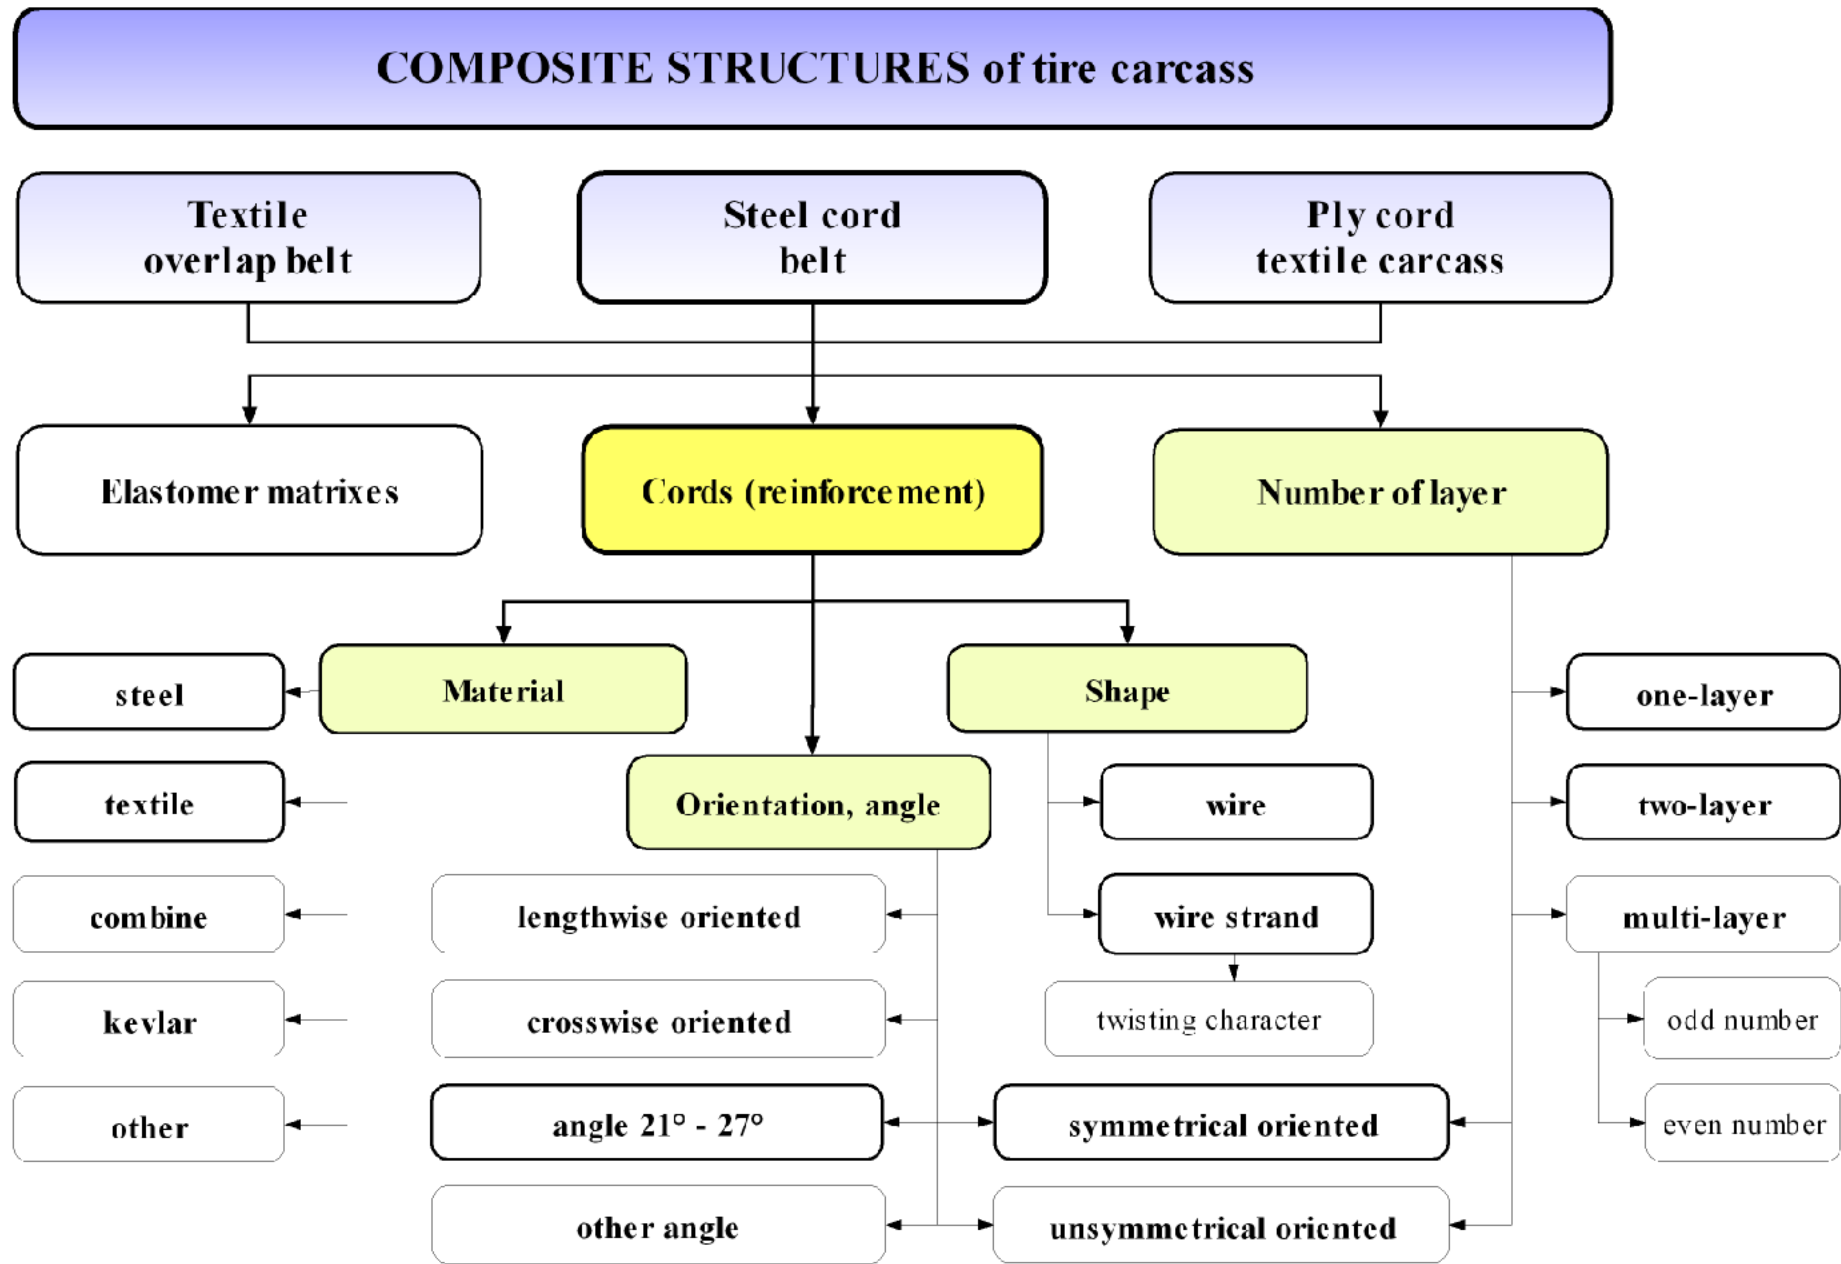 COMPOSITE STRUCTURES of tire carcass
Textile
overlap belt
Steel cord
belt
Ply cord
textile carcass
Elastomer matrixes
Cords (reinforcement)
Number of layer
Material
Shape
steel
one-layer
textile
Orientation, angle
wire
two-layer
combine
lengthwise oriented
wire strand
multi-layer
kevlar
crosswise oriented
twisting character
odd number
other
angle 21° - 27°
symmetrical oriented
even number
other angle
unsymmetrical oriented